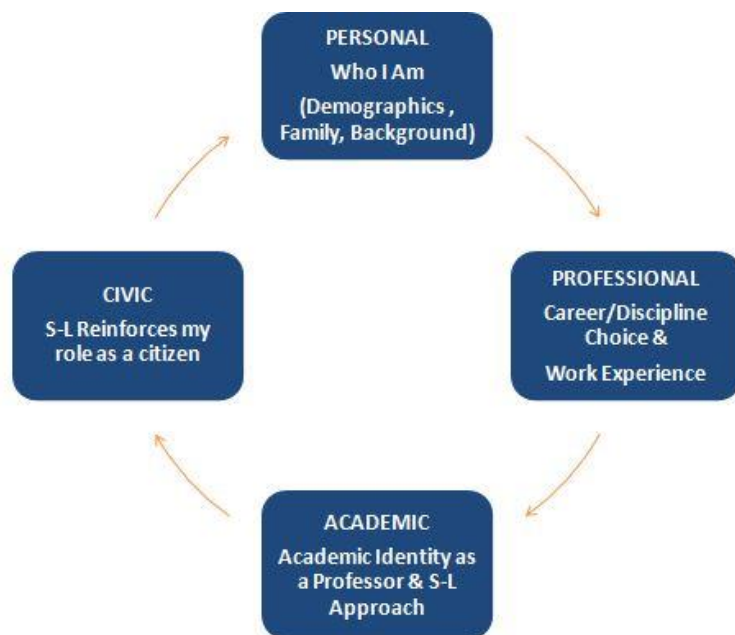 PERSONAL
Who I Am
(Demographics ,
Family, Background)
PROFESSIONAL
Career/Discipline
Choice &
Work Experience
ACADEMIC
Academic Identity as
a Professor & S-L
Approach
CIVIC
S-L Reinforces my
role as a citizen